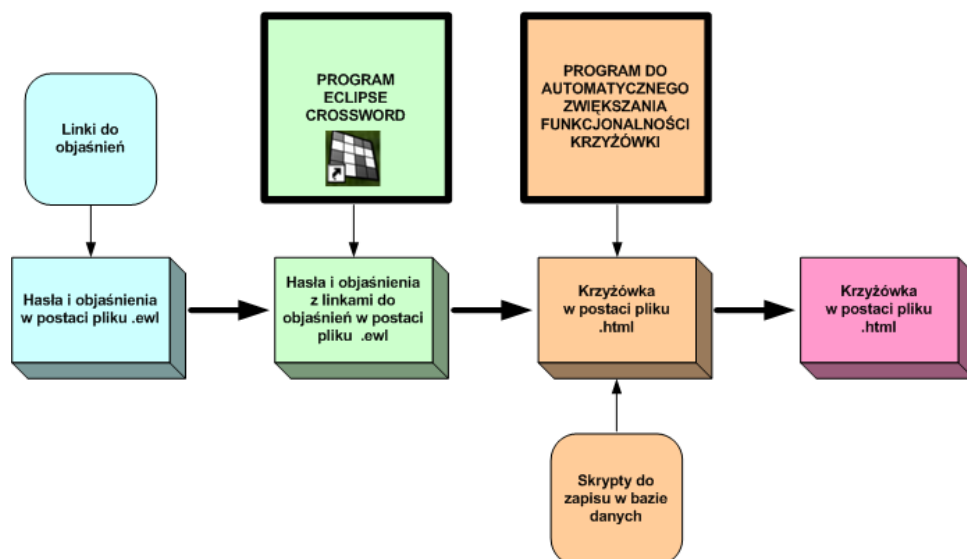 Linki do
objaśnień
PROGRAM
ECLIPSE
CROSSWORD
PROGRAM DO
AUTOMATYCZNEGO
ZWIĘKSZANIA
FUNKCJONALNOŚCI
KRZYŻÓWKI
Hasła i objaśnienia
w postaci pliku .ewl
Hasła i objaśnienia
z linkami do
objaśnień w postaci
pliku .ewl
Krzyżówka
w postaci pliku
.html
Krzyżówka
w postaci pliku
.html
Skrypty do
zapisu w bazie
danych